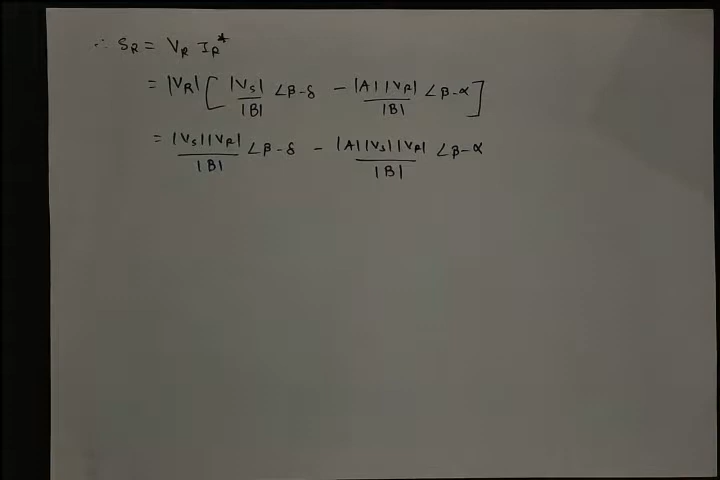 ∴ S_R = V_R I_R*
= |V_R| [ |V_s|/|B| ∠β-δ - |A||V_R|/|B| ∠β-α ]
= |V_s||V_R|/|B| ∠β-δ - |A||V_s||V_R|/|B| ∠β-α